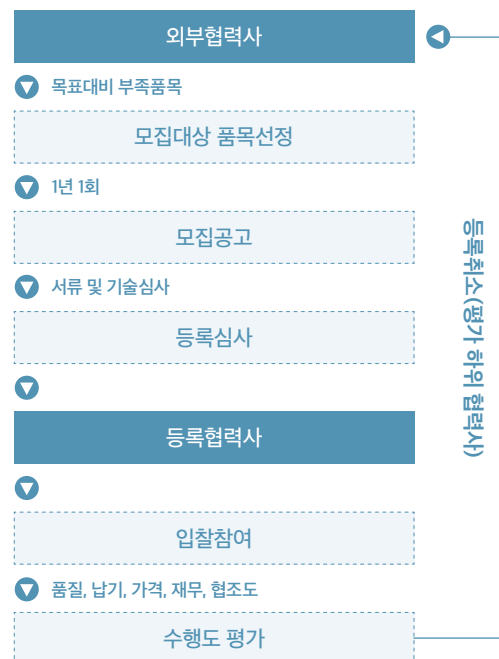 외부협력사
목표대비 부족품목
모집대상 품목선정
1년 1회
모집공고
서류 및 기술심사
등록심사
등록협력사
입찰참여
품질, 납기, 가격, 재무, 협조도
수행도 평가
등록취소(평가 하위 협력사)